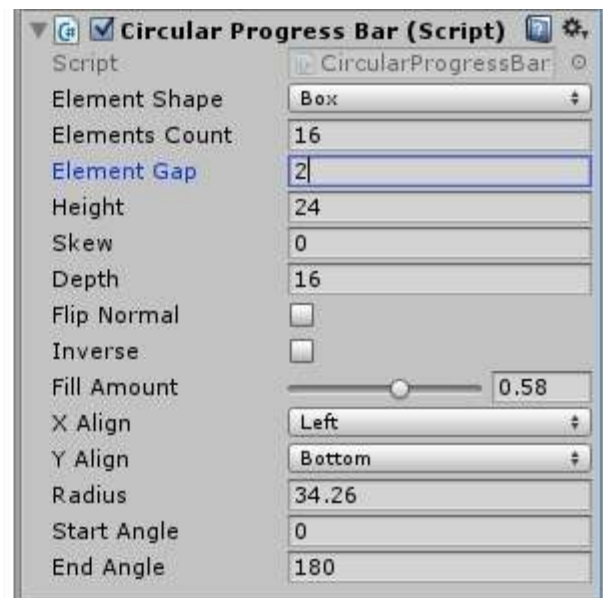 Circular Progress Bar (Script)
Script CircularProgressBar
Element Shape Box
Elements Count 16
Element Gap 2
Height 24
Skew 0
Depth 16
Flip Normal
Inverse
Fill Amount 0.58
X Align Left
Y Align Bottom
Radius 34.26
Start Angle 0
End Angle 180